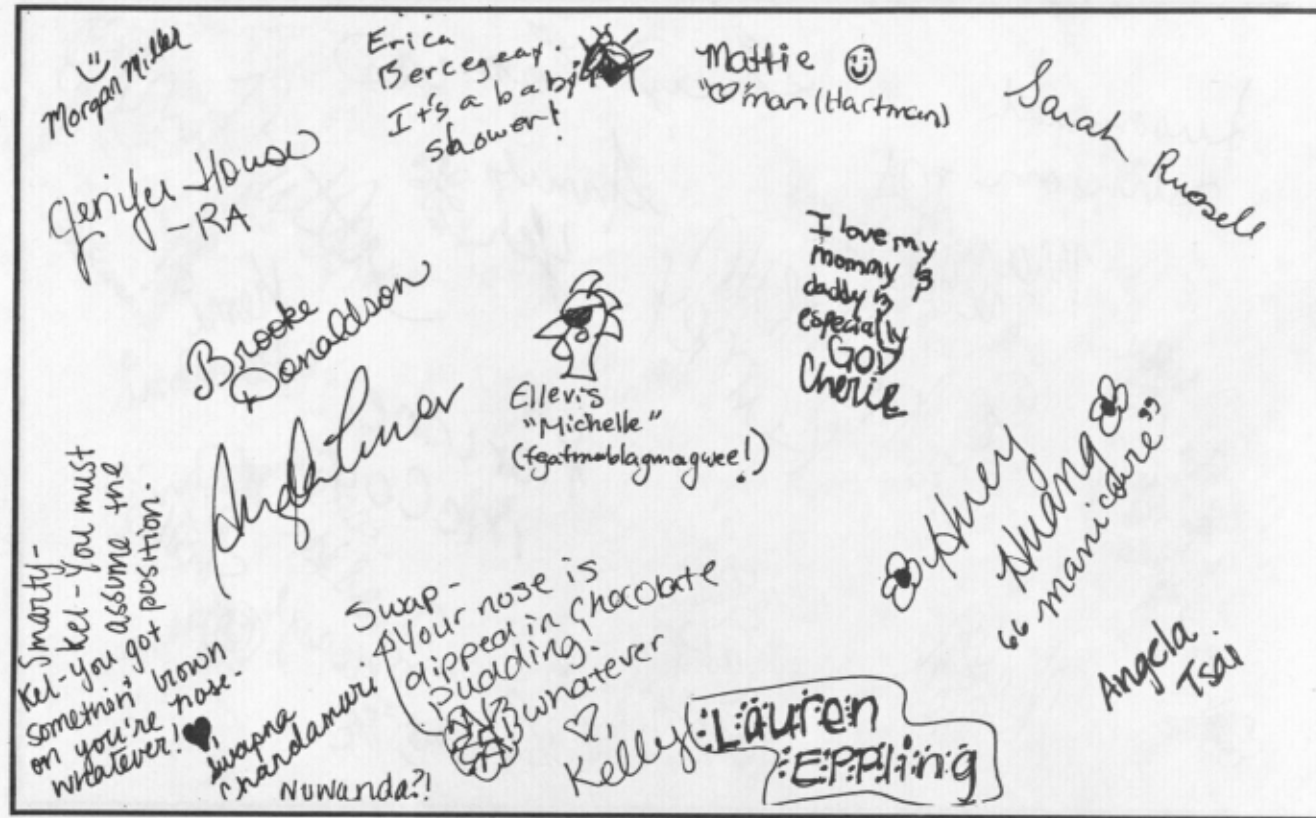 Morgan Miller
Erica
Bercegeay.
It's a baby
shower!
Mattie
"♡"man (Hartman)
Sarah Russell
Jenifer House
-RA
Brooke
Donaldson
I love my
mommy &
daddy &
especially
GOD
Cherie
Ellevis
"Michelle"
(fgatmablagmagwee!)
Huey
Huang
"manicure"
Angela
Tsai
Smarty-
Kel-You must
assume the
position.
Kel-you got
somethin' brown
on you're nose-
whatever! ♥,
Swapna
Chandamuri
Nuwanda?!
Swap-
Your nose is
dipped in chocolate
pudding!
whatever
♡,
Kelly
Lauren
EPPling